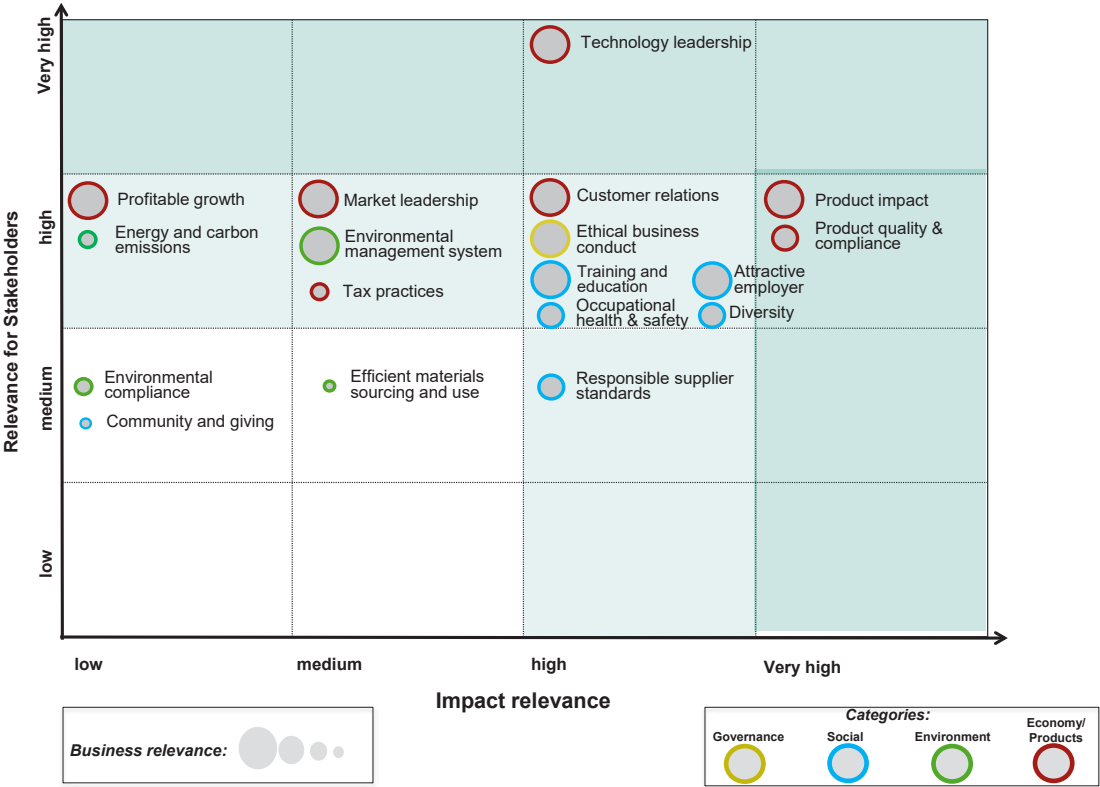 Very high
Technology leadership
Relevance for Stakeholders
high
Profitable growth
Energy and carbon
emissions
Market leadership
Environmental
management system
Tax practices
Customer relations
Ethical business
conduct
Training and
education
Occupational
health & safety
Attractive
employer
Diversity
Product impact
Product quality &
compliance
medium
Environmental
compliance
Community and giving
Efficient materials
sourcing and use
Responsible supplier
standards
low
low
medium
high
Very high
Impact relevance
Business relevance:
Categories:
Governance
Social
Environment
Economy/
Products